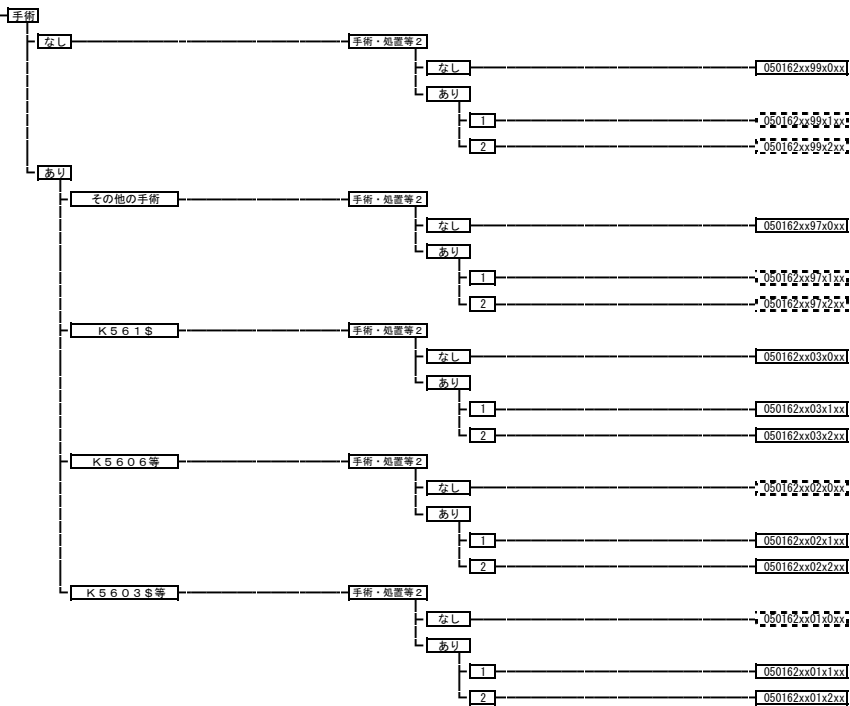 手術
なし 手術・処置等2
なし 050162xx99x0xx
あり
1 050162xx99x1xx
2 050162xx99x2xx
あり
その他の手術 手術・処置等2
なし 050162xx97x0xx
あり
1 050162xx97x1xx
2 050162xx97x2xx
K561$ 手術・処置等2
なし 050162xx03x0xx
あり
1 050162xx03x1xx
2 050162xx03x2xx
K5606等 手術・処置等2
なし 050162xx02x0xx
あり
1 050162xx02x1xx
2 050162xx02x2xx
K5603$等 手術・処置等2
なし 050162xx01x0xx
あり
1 050162xx01x1xx
2 050162xx01x2xx